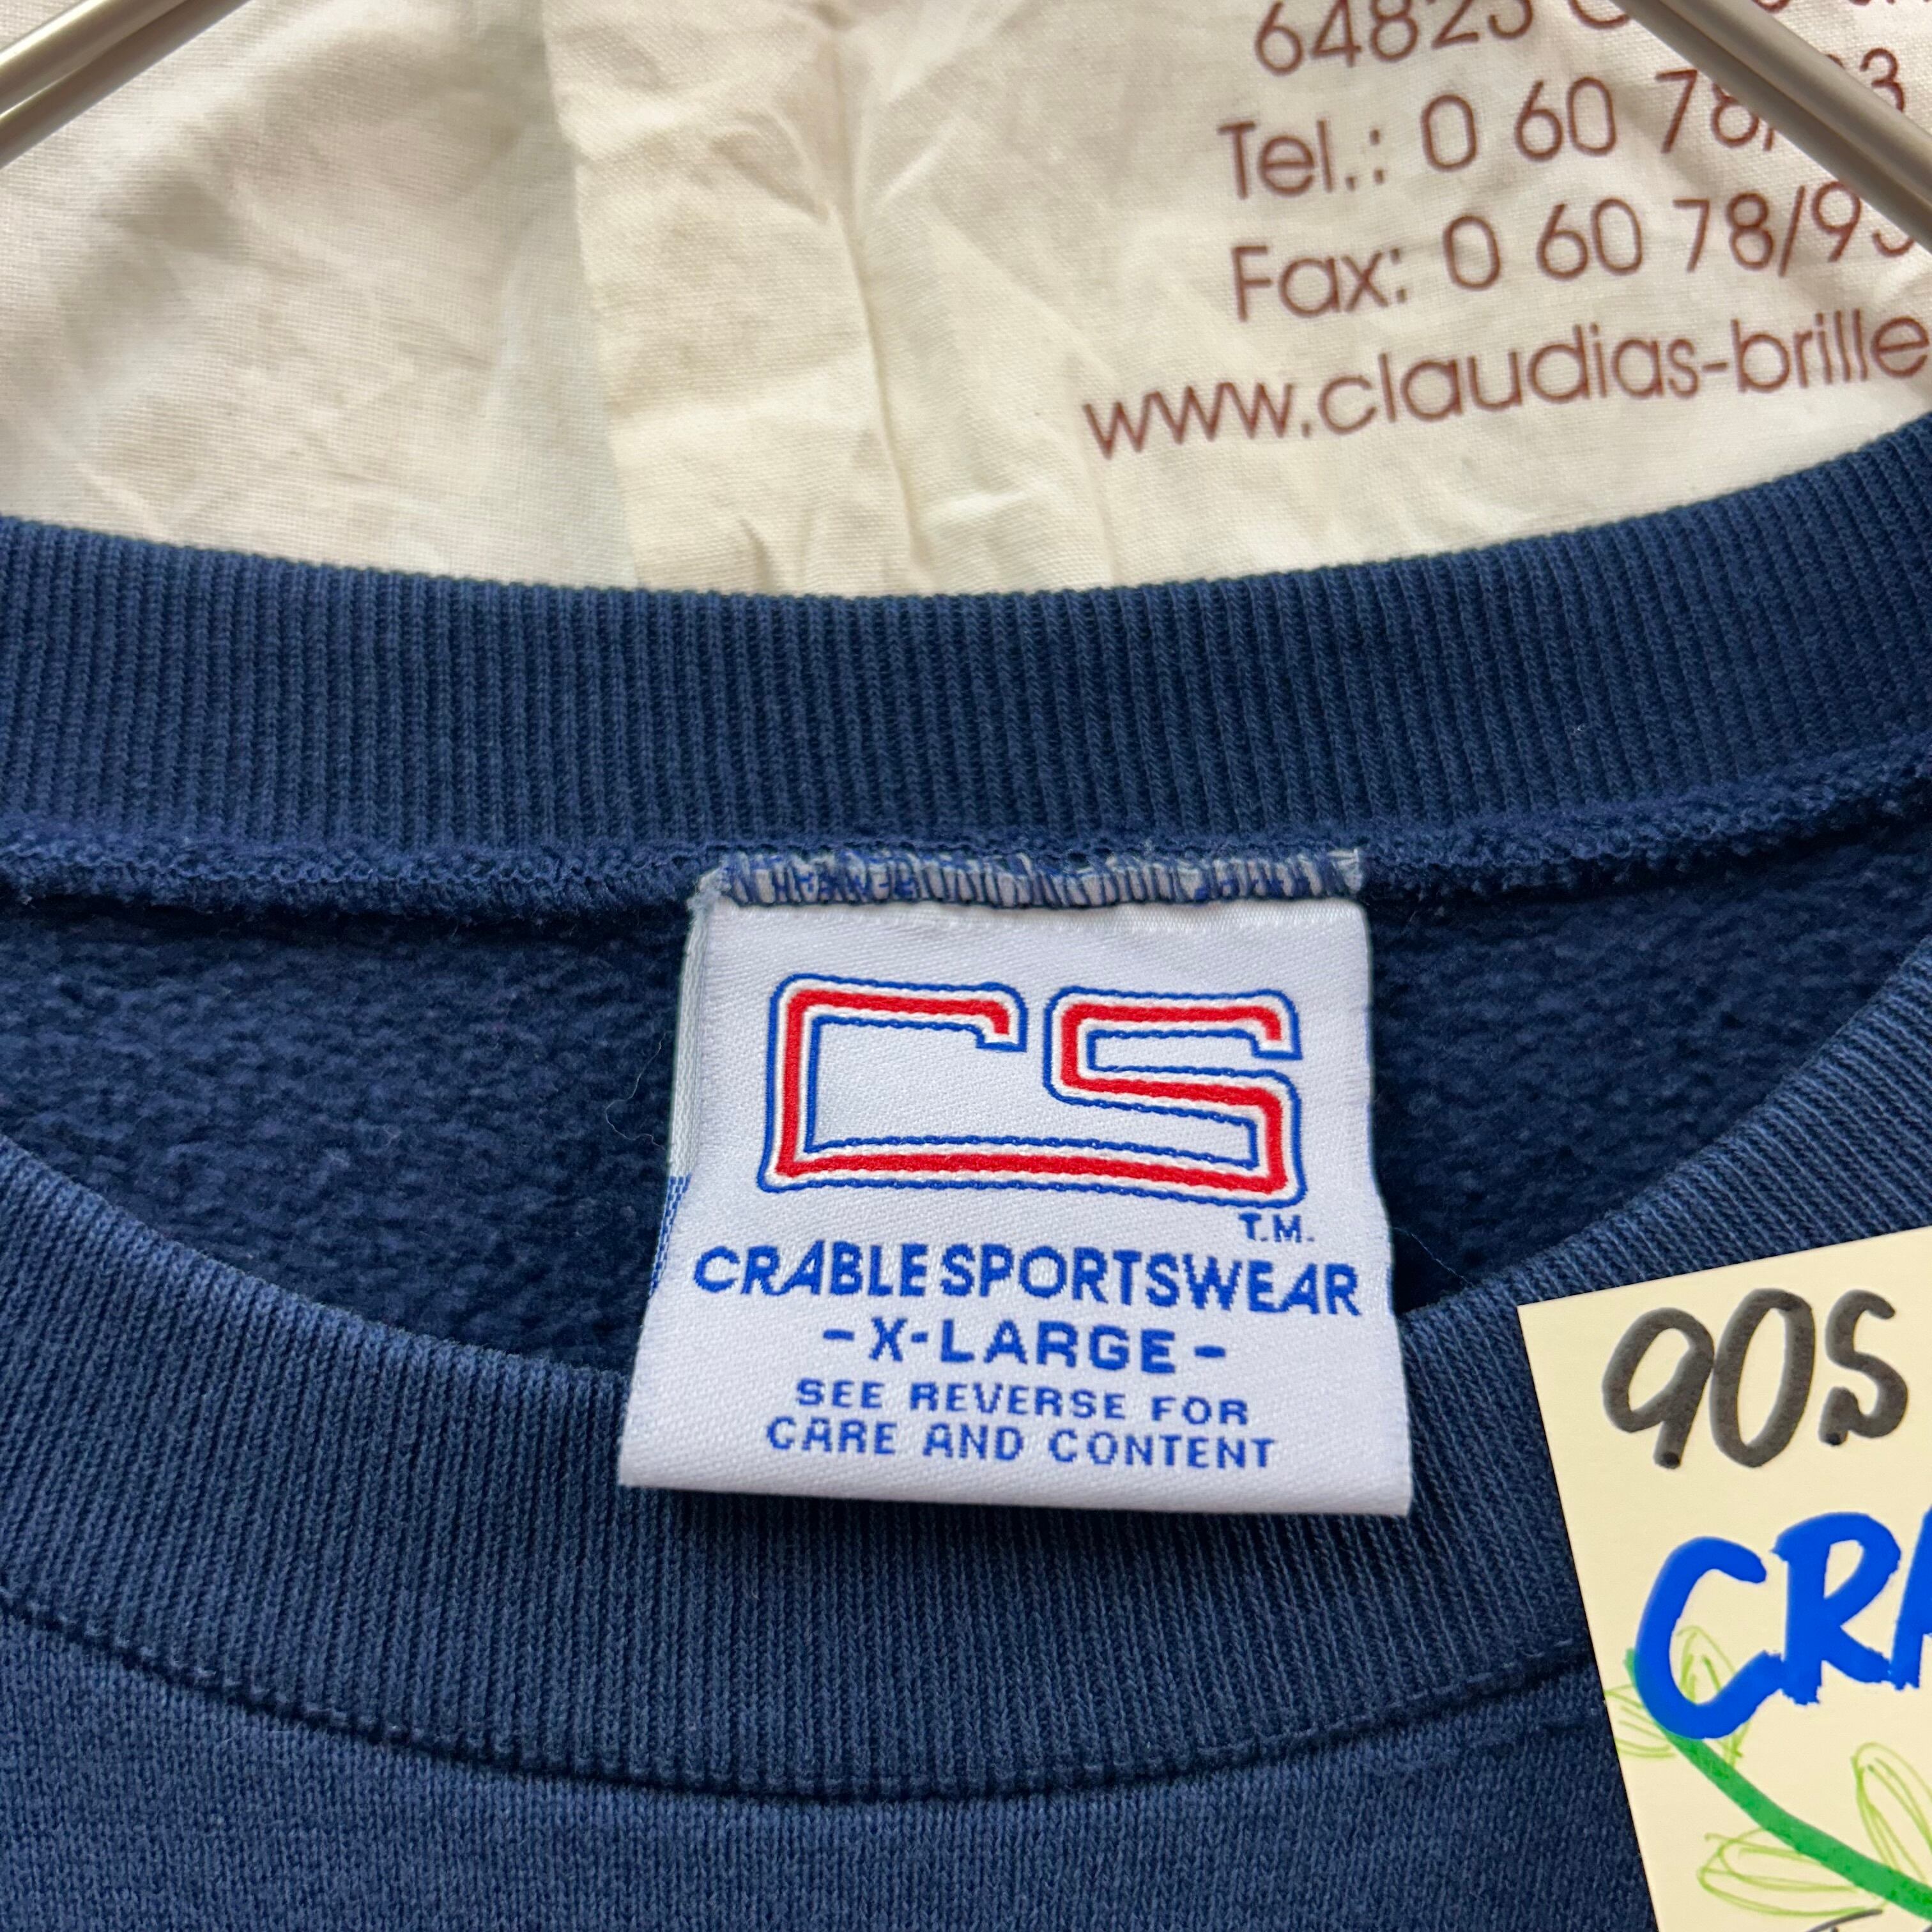 64823
Tel.: 0 60 78/
Fax: 0 60 78/93
www.claudias-brille
CS
T.M.
CRABLE SPORTSWEAR
- X-LARGE -
SEE REVERSE FOR
CARE AND CONTENT
90s
CRA